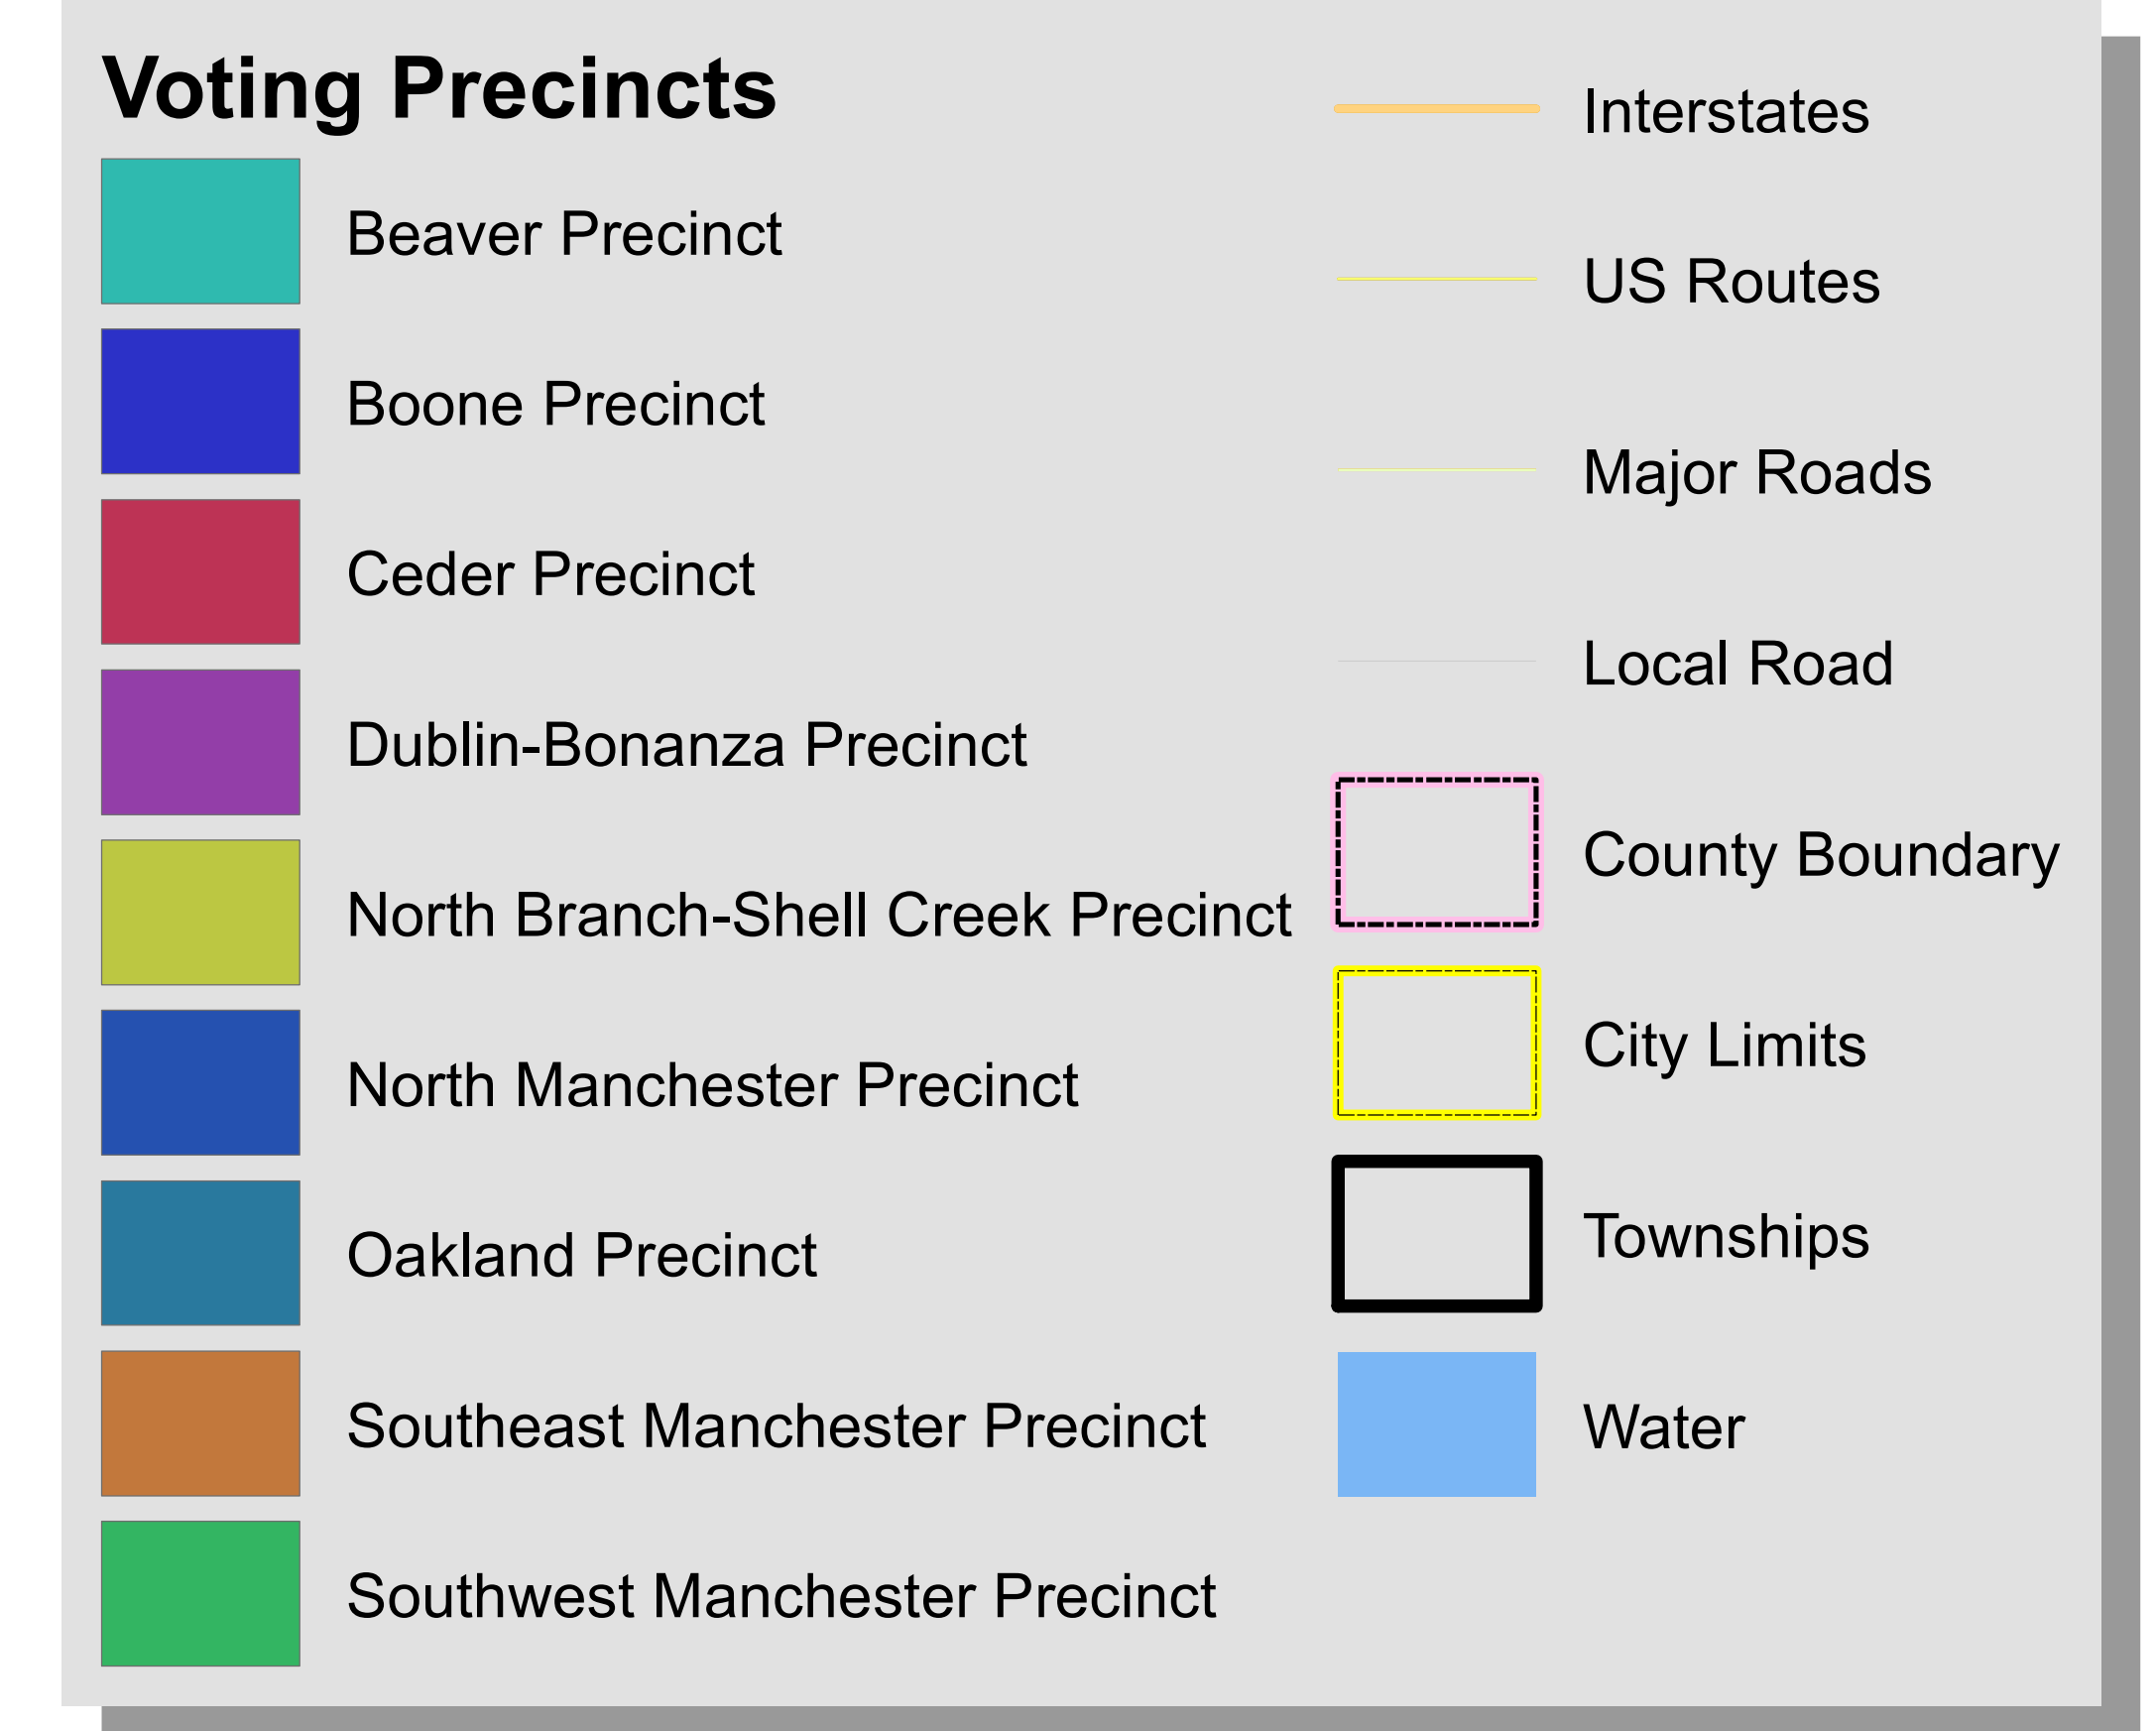 Voting Precincts
Beaver Precinct
Boone Precinct
Ceder Precinct
Dublin-Bonanza Precinct
North Branch-Shell Creek Precinct
North Manchester Precinct
Oakland Precinct
Southeast Manchester Precinct
Southwest Manchester Precinct
Interstates
US Routes
Major Roads
Local Road
County Boundary
City Limits
Townships
Water